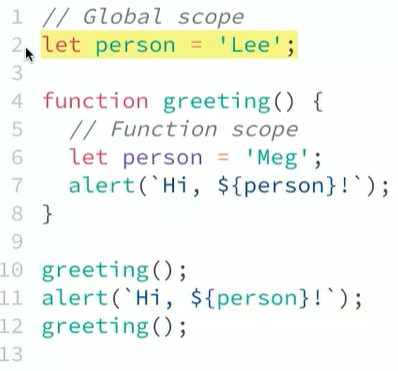 1 // Global scope
2 let person = 'Lee';
3
4 function greeting() {
5   // Function scope
6   let person = 'Meg';
7   alert(`Hi, ${person}!`);
8 }
9
10 greeting();
11 alert(`Hi, ${person}!`);
12 greeting();
13